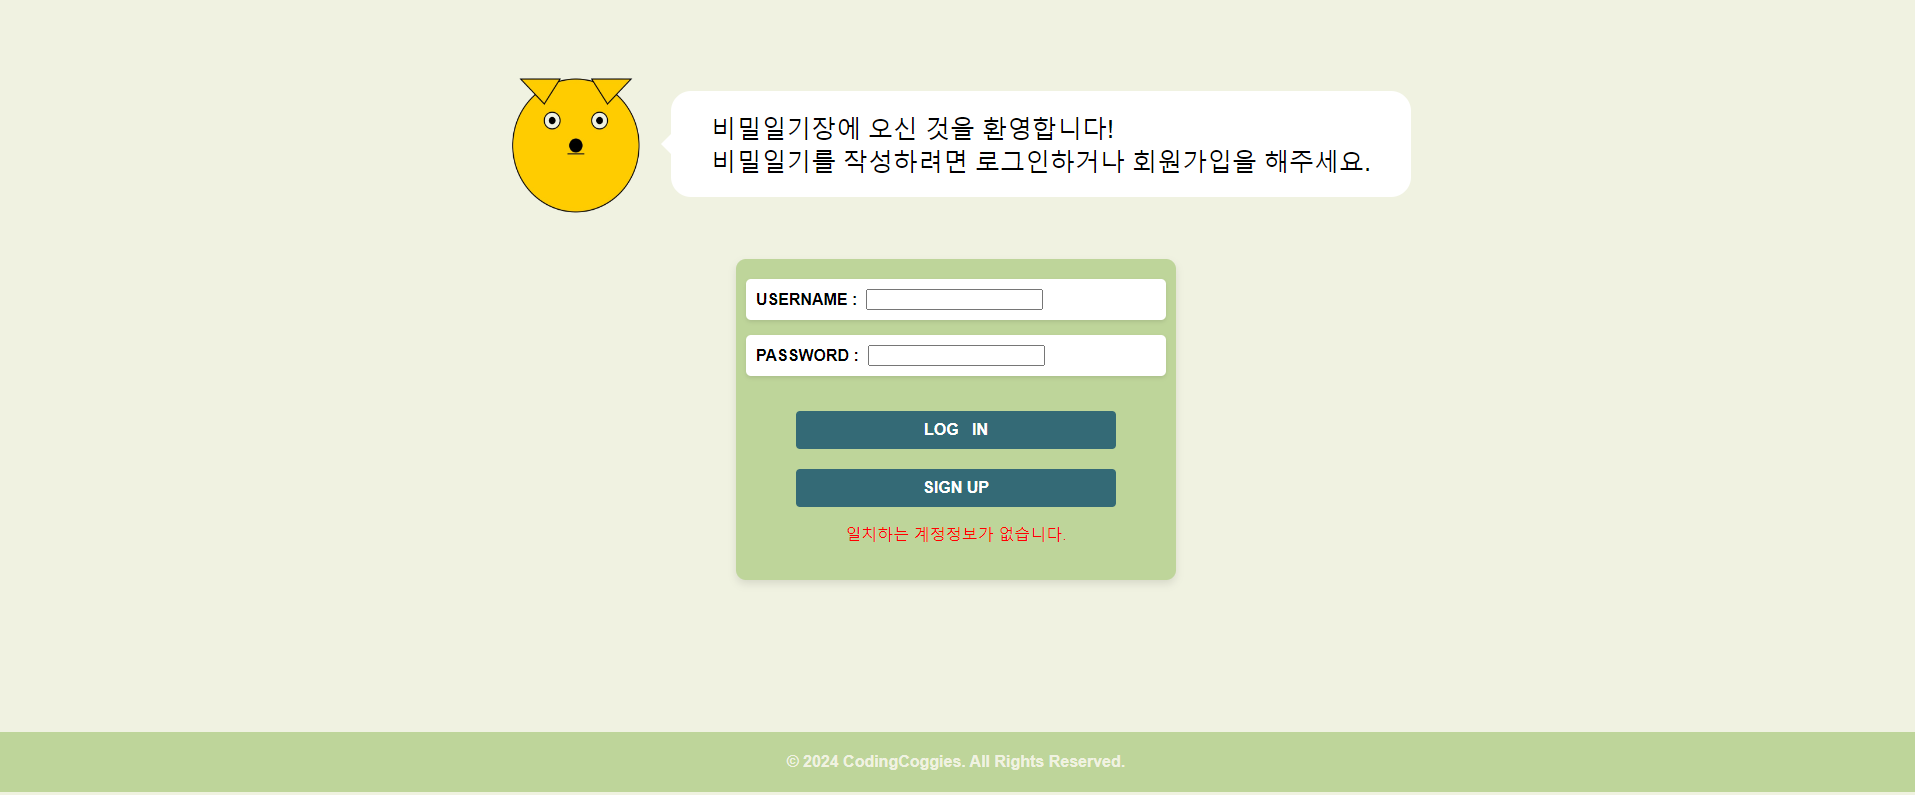 비밀일기장에 오신 것을 환영합니다!
비밀일기를 작성하려면 로그인하거나 회원가입을 해주세요.
USERNAME :
PASSWORD :
LOG IN
SIGN UP
일치하는 계정정보가 없습니다.
© 2024 CodingCoggies. All Rights Reserved.